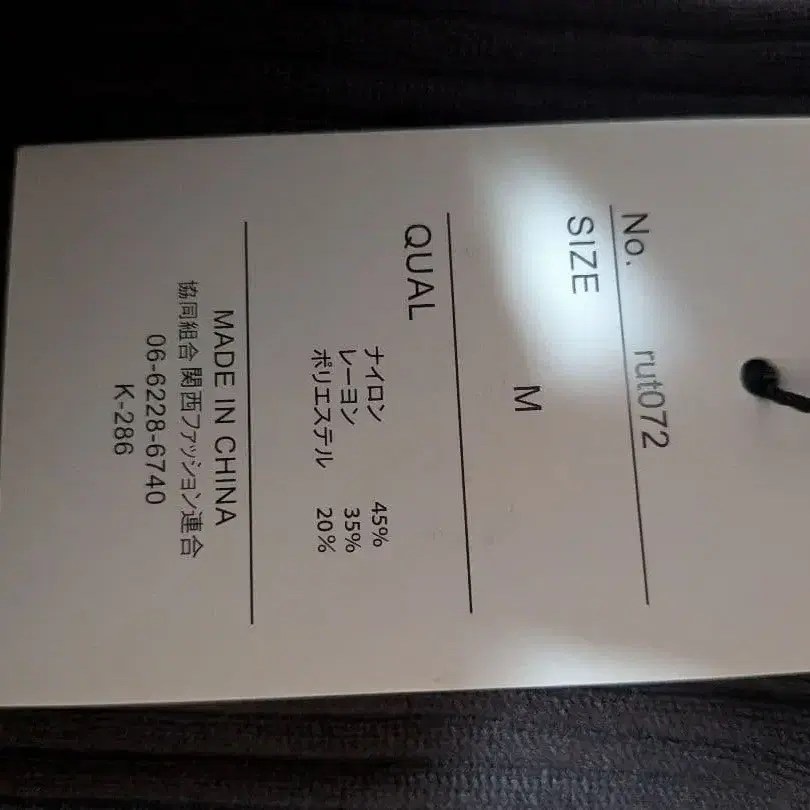 No. rut072
SIZE
M
QUAL
ナイロン 45%
レーヨン 35%
ポリエステル 20%
MADE IN CHINA
協同組合 関西ファッション連合
06-6228-6740
K-286